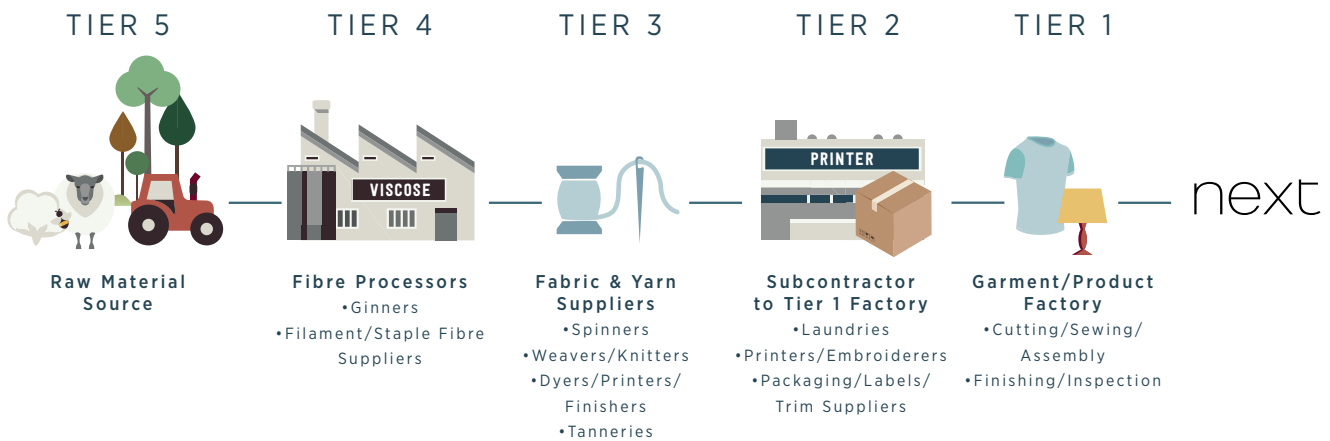 TIER 5
TIER 4
TIER 3
TIER 2
TIER 1
VISCOSE
PRINTER
next
Raw Material
Source
Fibre Processors
•Ginners
•Filament/Staple Fibre
Suppliers
Fabric & Yarn
Suppliers
•Spinners
•Weavers/Knitters
•Dyers/Printers/
Finishers
•Tanneries
Subcontractor
to Tier 1 Factory
•Laundries
•Printers/Embroiderers
•Packaging/Labels/
Trim Suppliers
Garment/Product
Factory
•Cutting/Sewing/
Assembly
•Finishing/Inspection